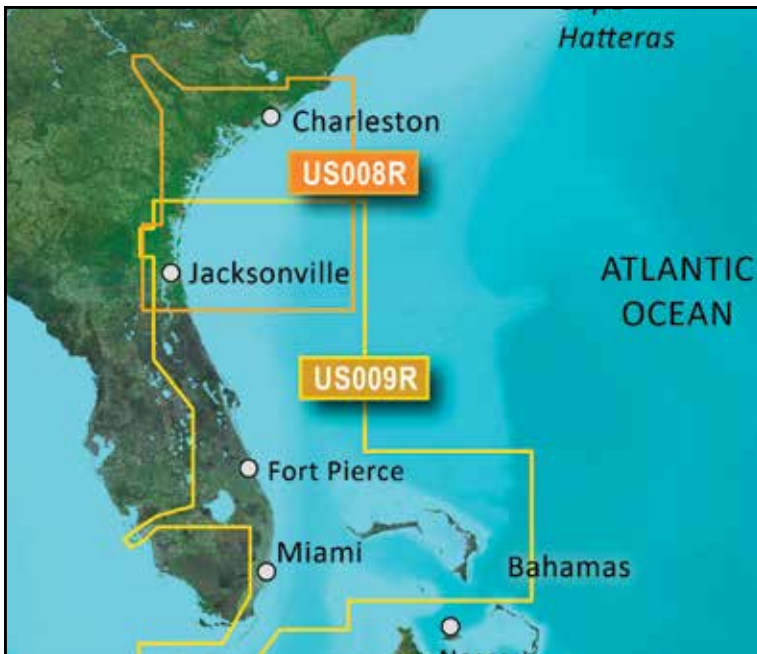 Hatteras
Charleston
US008R
Jacksonville
ATLANTIC
OCEAN
US009R
Fort Pierce
Miami
Bahamas